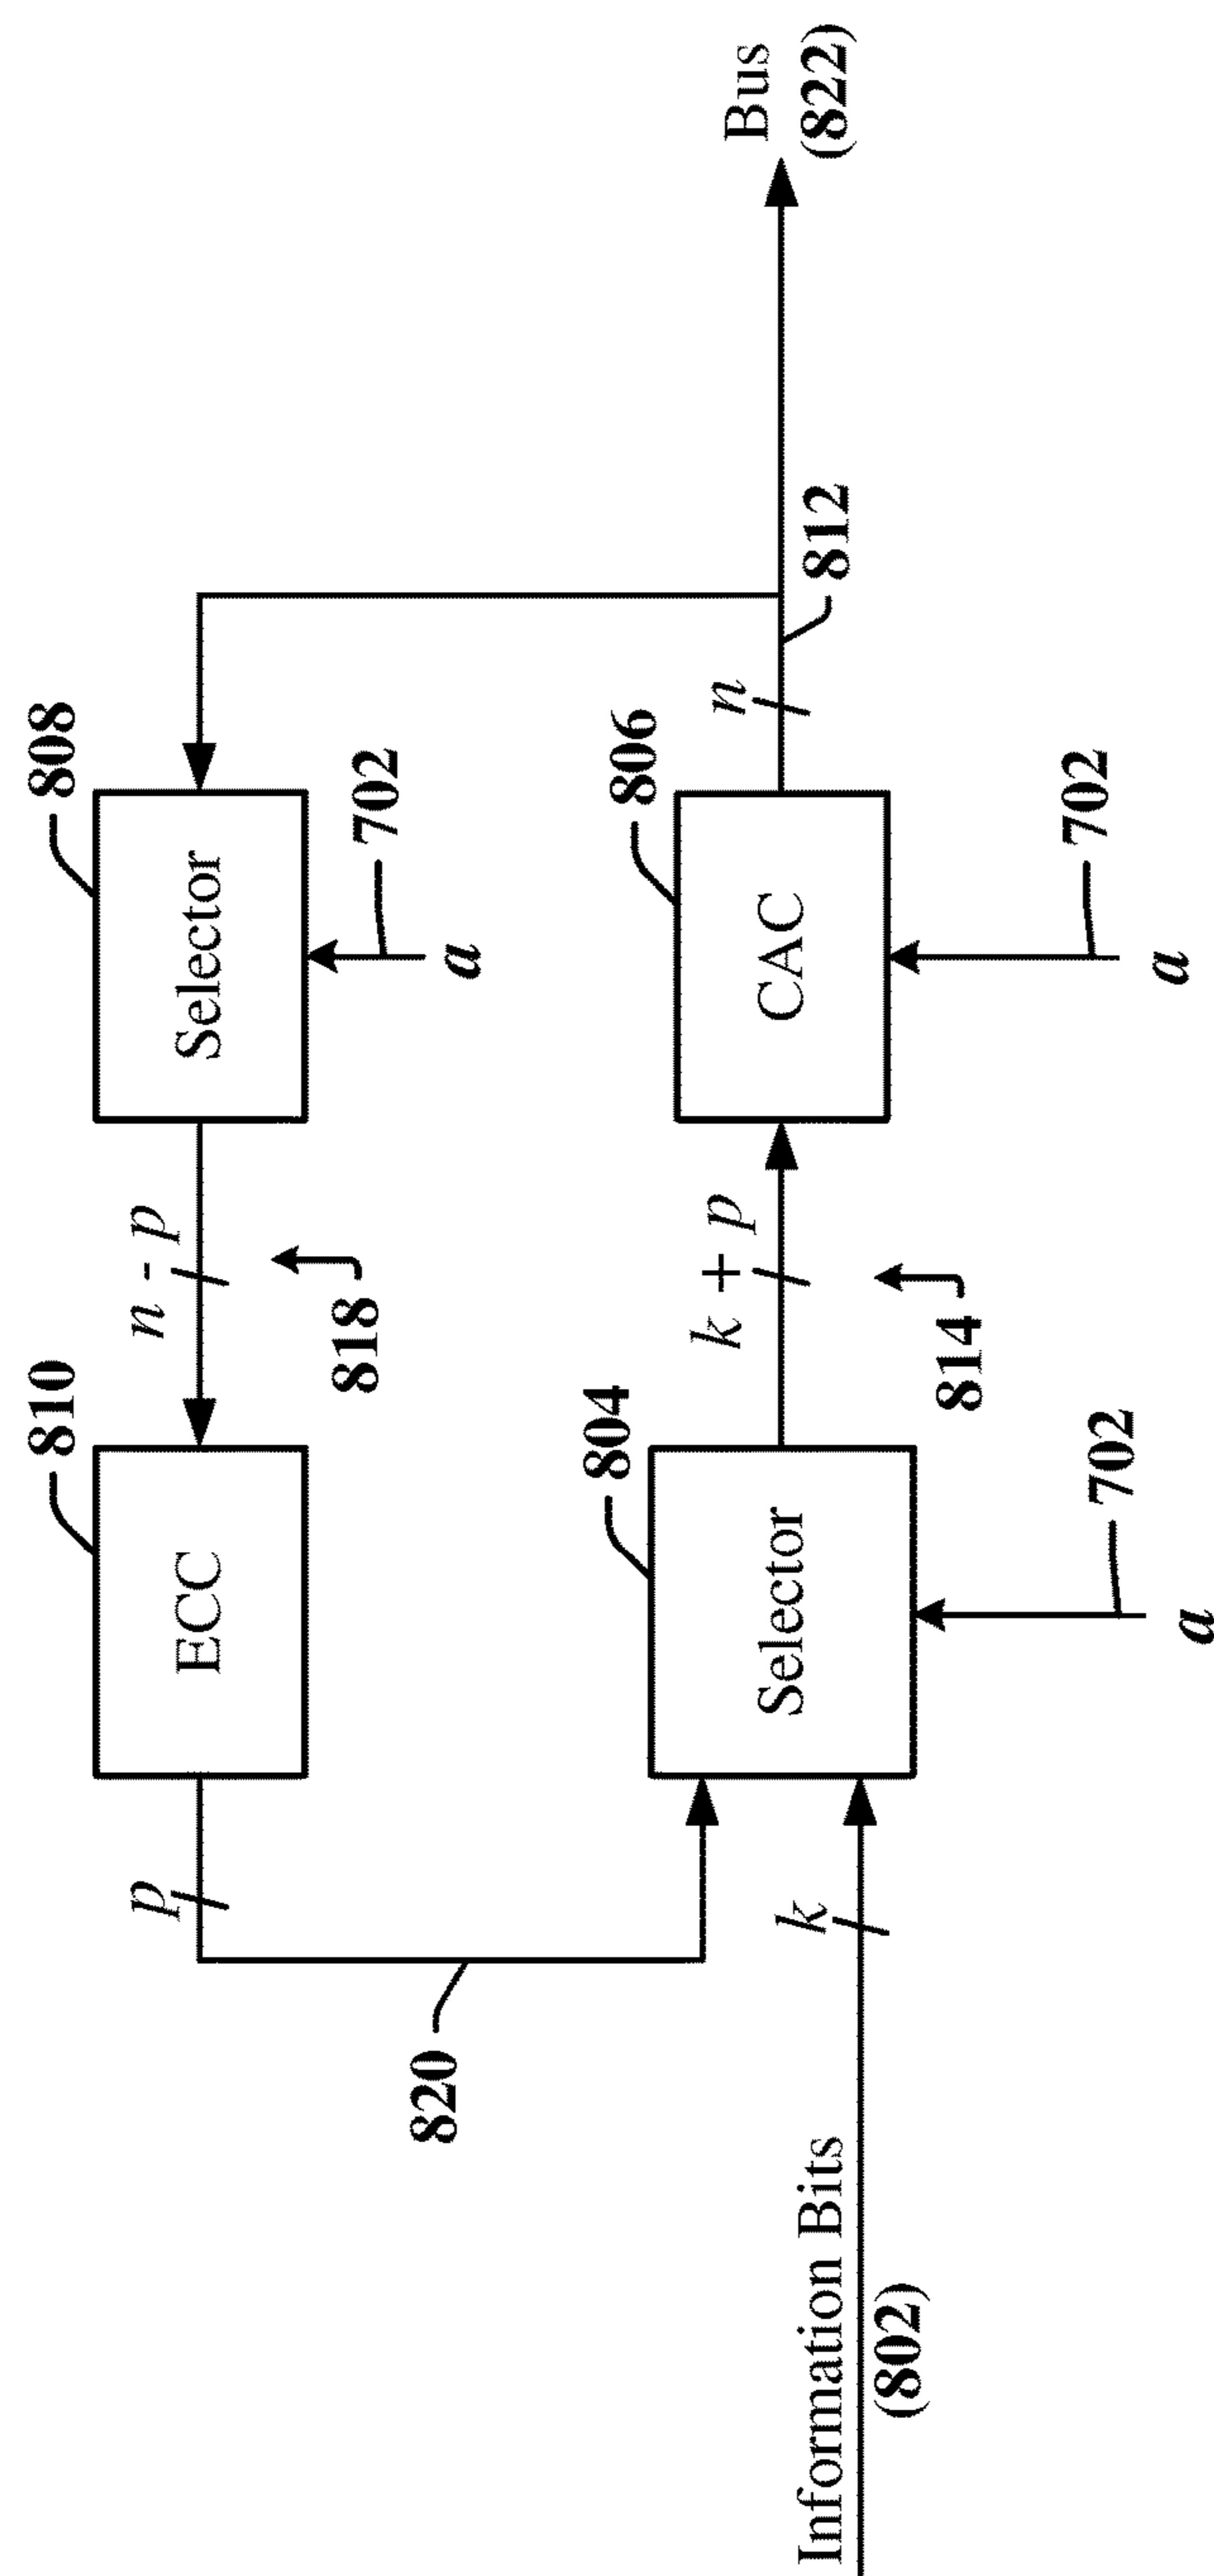 810
808
ECC
Selector
p
n - p
818
702
a
820
804
806
Bus
(822)
Selector
k + p
CAC
n
812
k
Information Bits
(802)
814
702
a
702
a